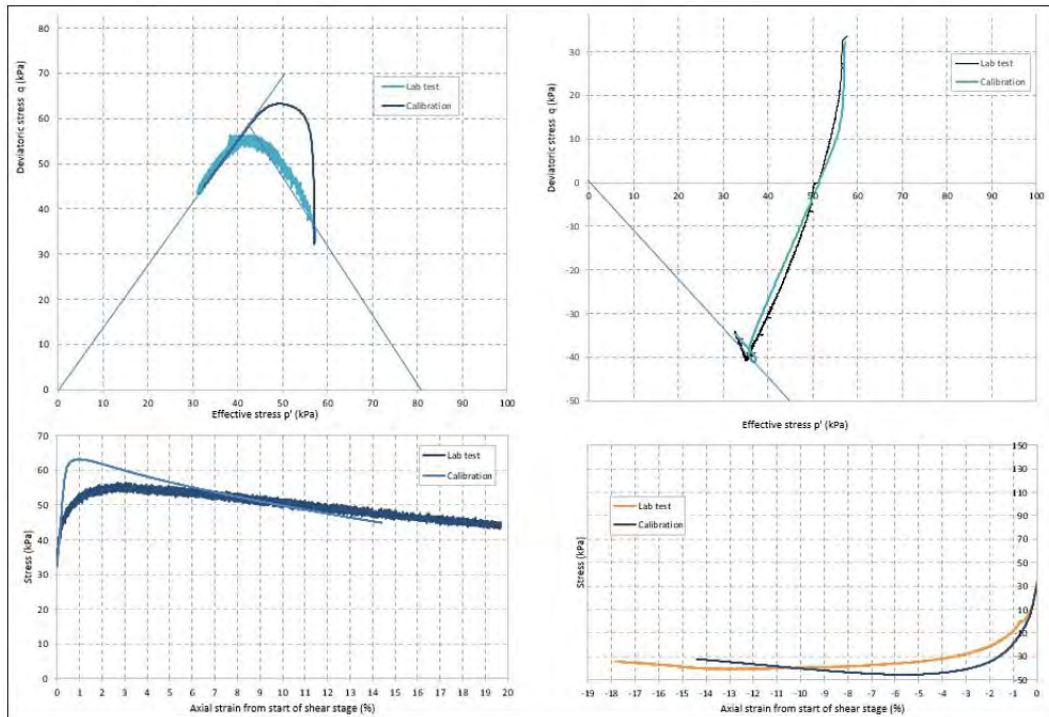 Deviatoric stress q (kPa)
80
70
60
50
40
30
20
10
0
Lab test
Calibration
0 10 20 30 40 50 60 70 80 90 100
Effective stress p' (kPa)
Deviatoric stress q (kPa)
30
20
10
0
-10
-20
-30
-40
-50
Lab test
Calibration
0 10 20 30 40 50 60 70 80 90 100
Effective stress p' (kPa)
Stress (kPa)
70
60
50
40
30
20
10
0
Lab test
Calibration
0 1 2 3 4 5 6 7 8 9 10 11 12 13 14 15 16 17 18 19 20
Axial strain from start of shear stage (%)
Stress (kPa)
150
130
110
90
70
50
30
10
Lab test
Calibration
-50
-19 -18 -17 -16 -15 -14 -13 -12 -11 -10 -9 -8 -7 -6 -5 -4 -3 -2 -1 0
Axial strain from start of shear stage (%)